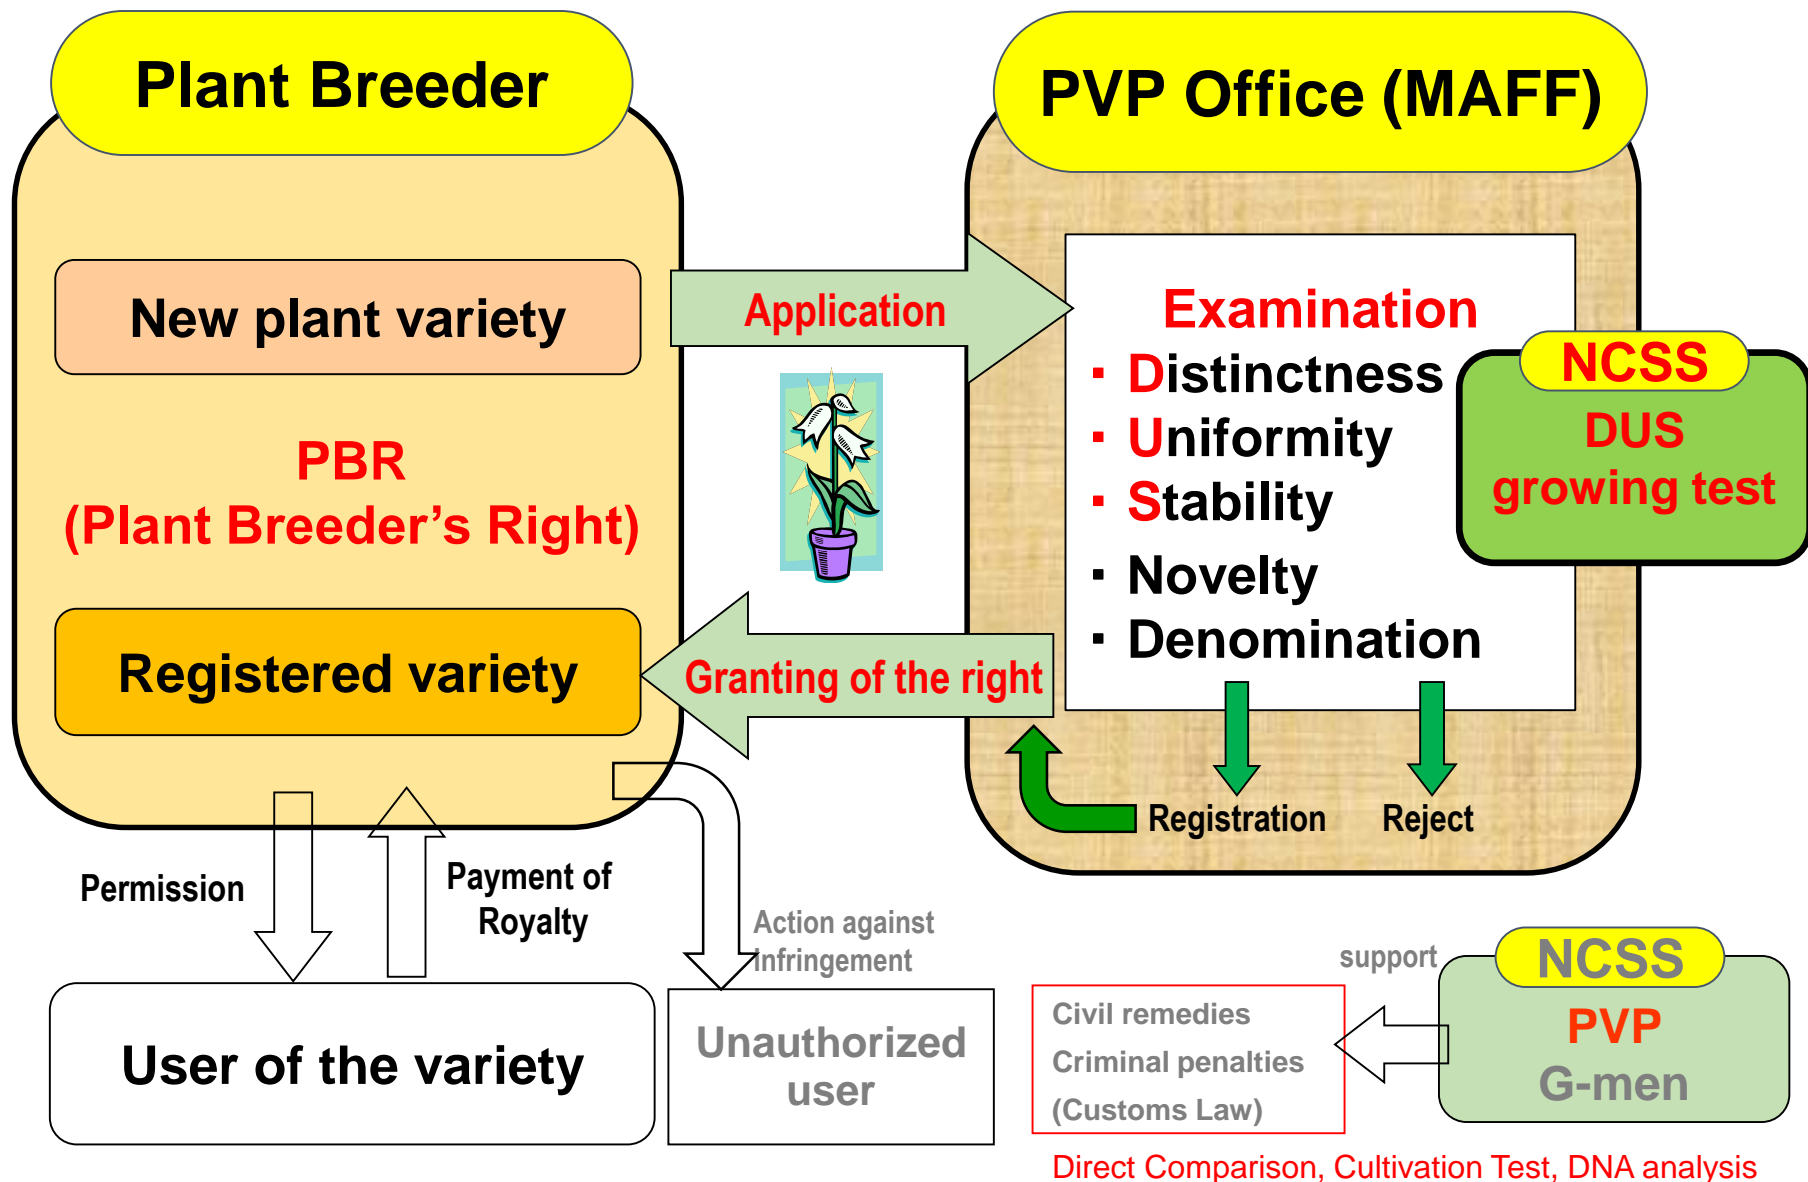 Plant Breeder
PVP Office (MAFF)
New plant variety
Application
PBR
(Plant Breeder’s Right)
Examination
・Distinctness
・Uniformity
・Stability
・Novelty
・Denomination
NCSS
DUS
growing test
Registered variety
Granting of the right
Registration
Reject
Permission
Payment of
Royalty
Action against
Infringement
User of the variety
Unauthorized
user
Civil remedies
Criminal penalties
(Customs Law)
support
NCSS
PVP
G-men
Direct Comparison, Cultivation Test, DNA analysis